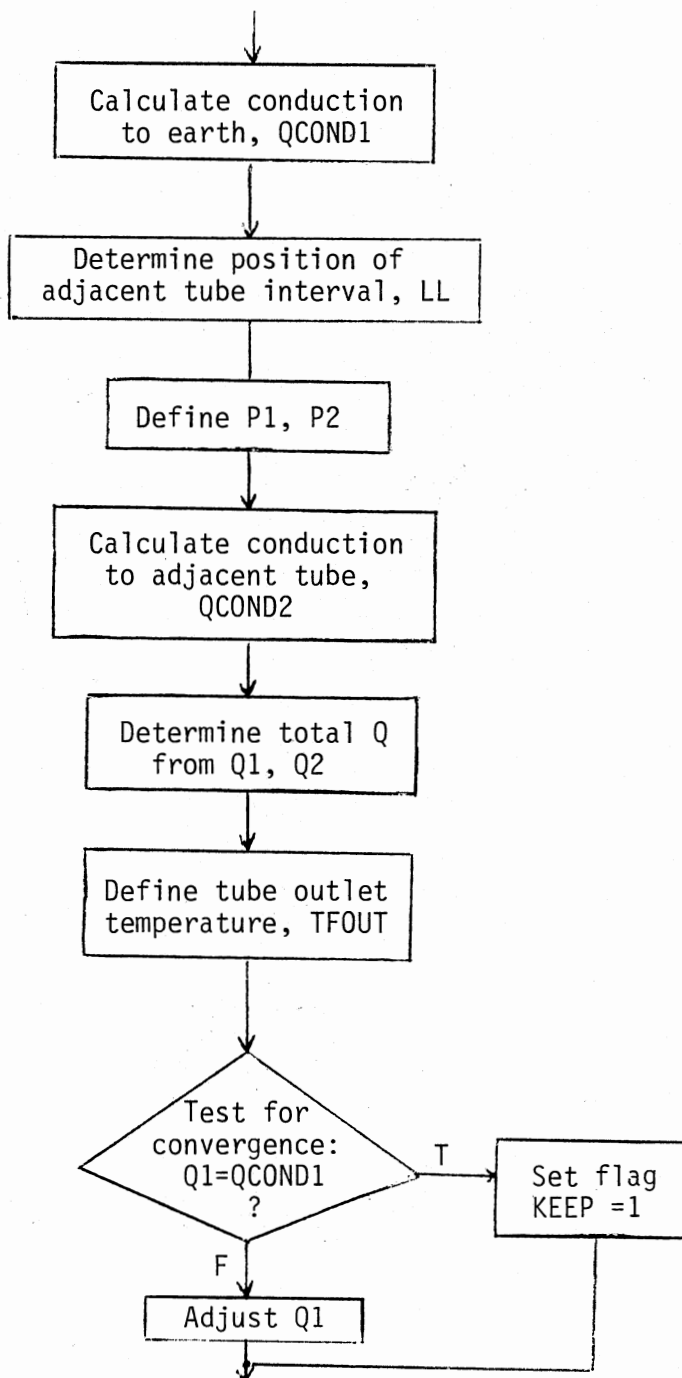 Calculate conduction
to earth, QCOND1
Determine position of
adjacent tube interval, LL
Define P1, P2
Calculate conduction
to adjacent tube,
QCOND2
Determine total Q
from Q1, Q2
Define tube outlet
temperature, TFOUT
Test for
convergence:
Q1=QCOND1
?
T
Set flag
KEEP =1
F
Adjust Q1